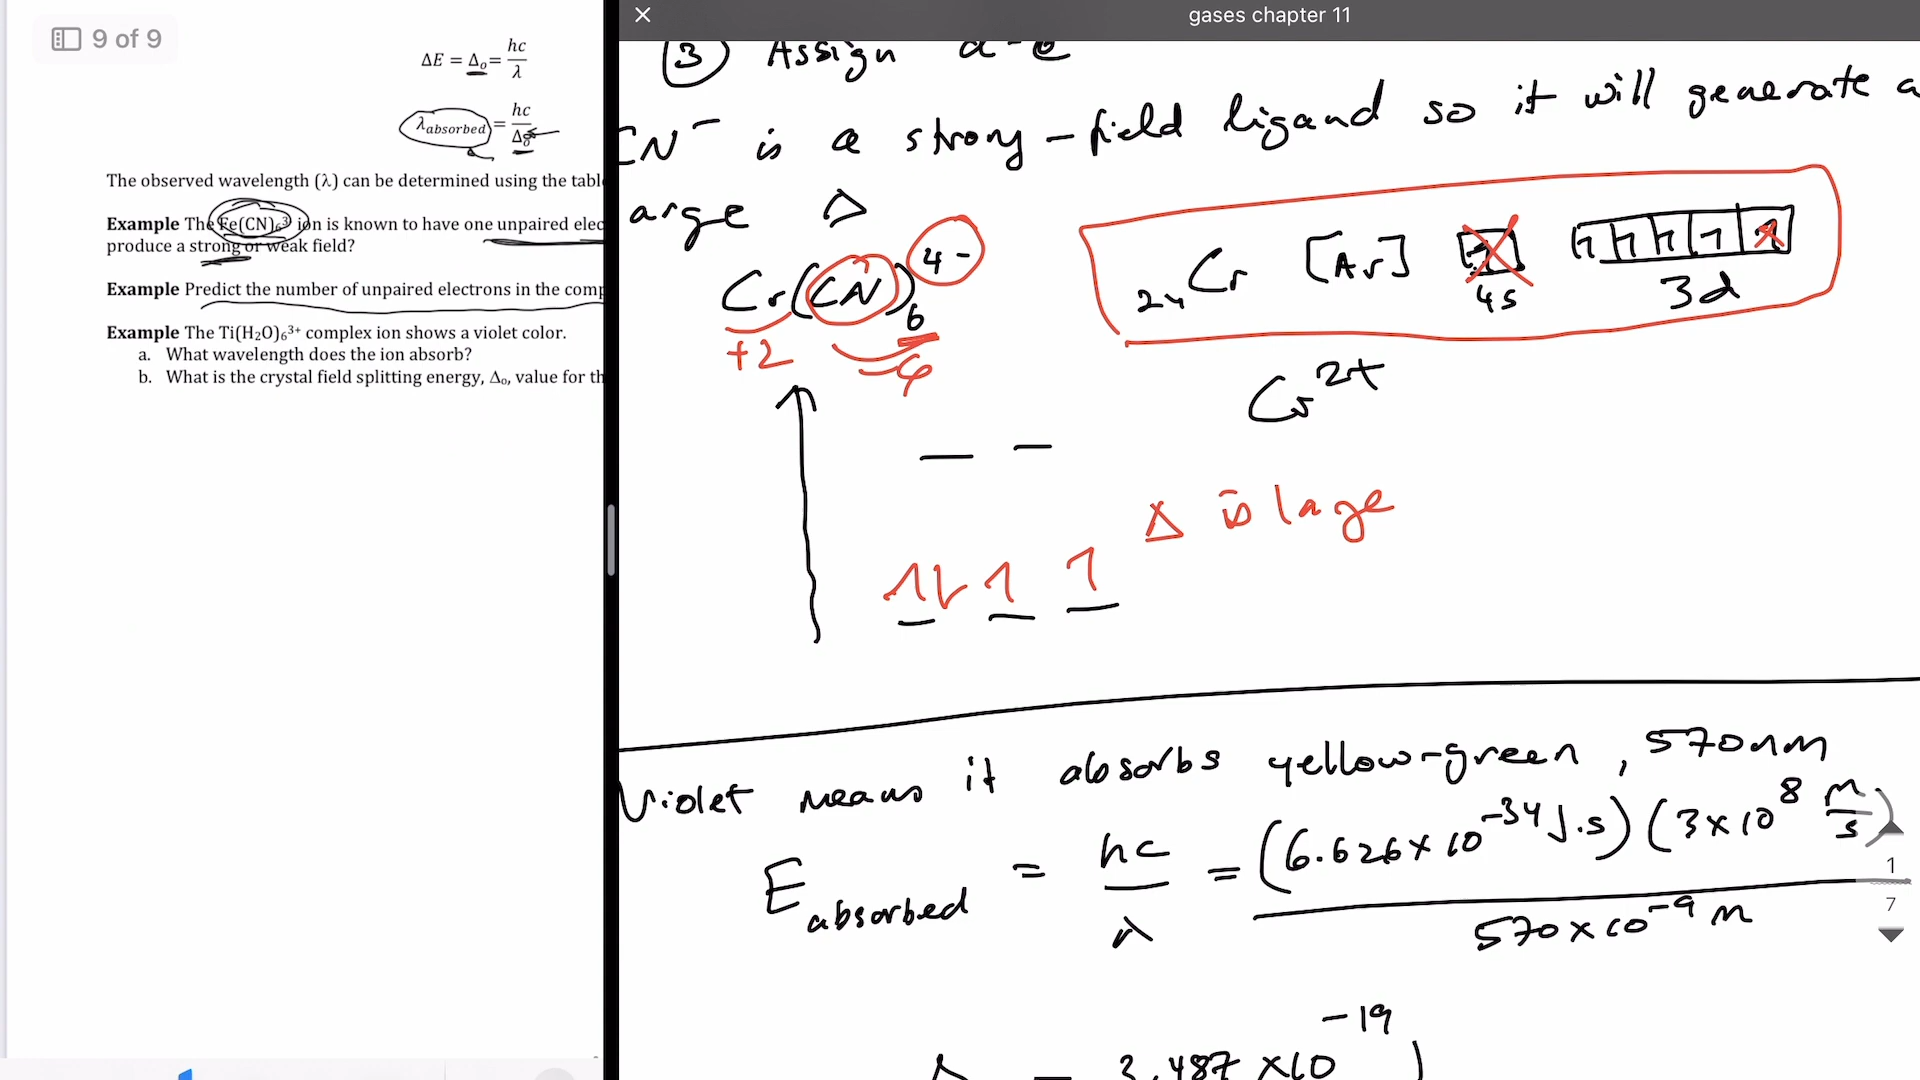 9 of 9
gases chapter 11
ΔE = Δₒ = hc/λ
λabsorbed = hc/Δₒ
The observed wavelength (λ) can be determined using the tabl
Example The Fe(CN)₆³⁻ ion is known to have one unpaired elec
produce a strong or weak field?
Example Predict the number of unpaired electrons in the comp
Example The Ti(H₂O)₆³⁺ complex ion shows a violet color.
a. What wavelength does the ion absorb?
b. What is the crystal field splitting energy, Δₒ, value for th
③ Assign d-e
CN⁻ is a strong-field ligand so it will generate a
arge Δ
Cr(CN)₆⁴⁻
+2 -6
₂₄Cr [Ar] 4s 3d
Cr²⁺
Δ is large
Violet means it absorbs yellow-green, 570nm
Eabsorbed = hc/λ = (6.626×10⁻³⁴ J.s)(3×10⁸ m/s) / 570×10⁻⁹ m
1
7
Δ = 3.487 ×10⁻¹⁹ J